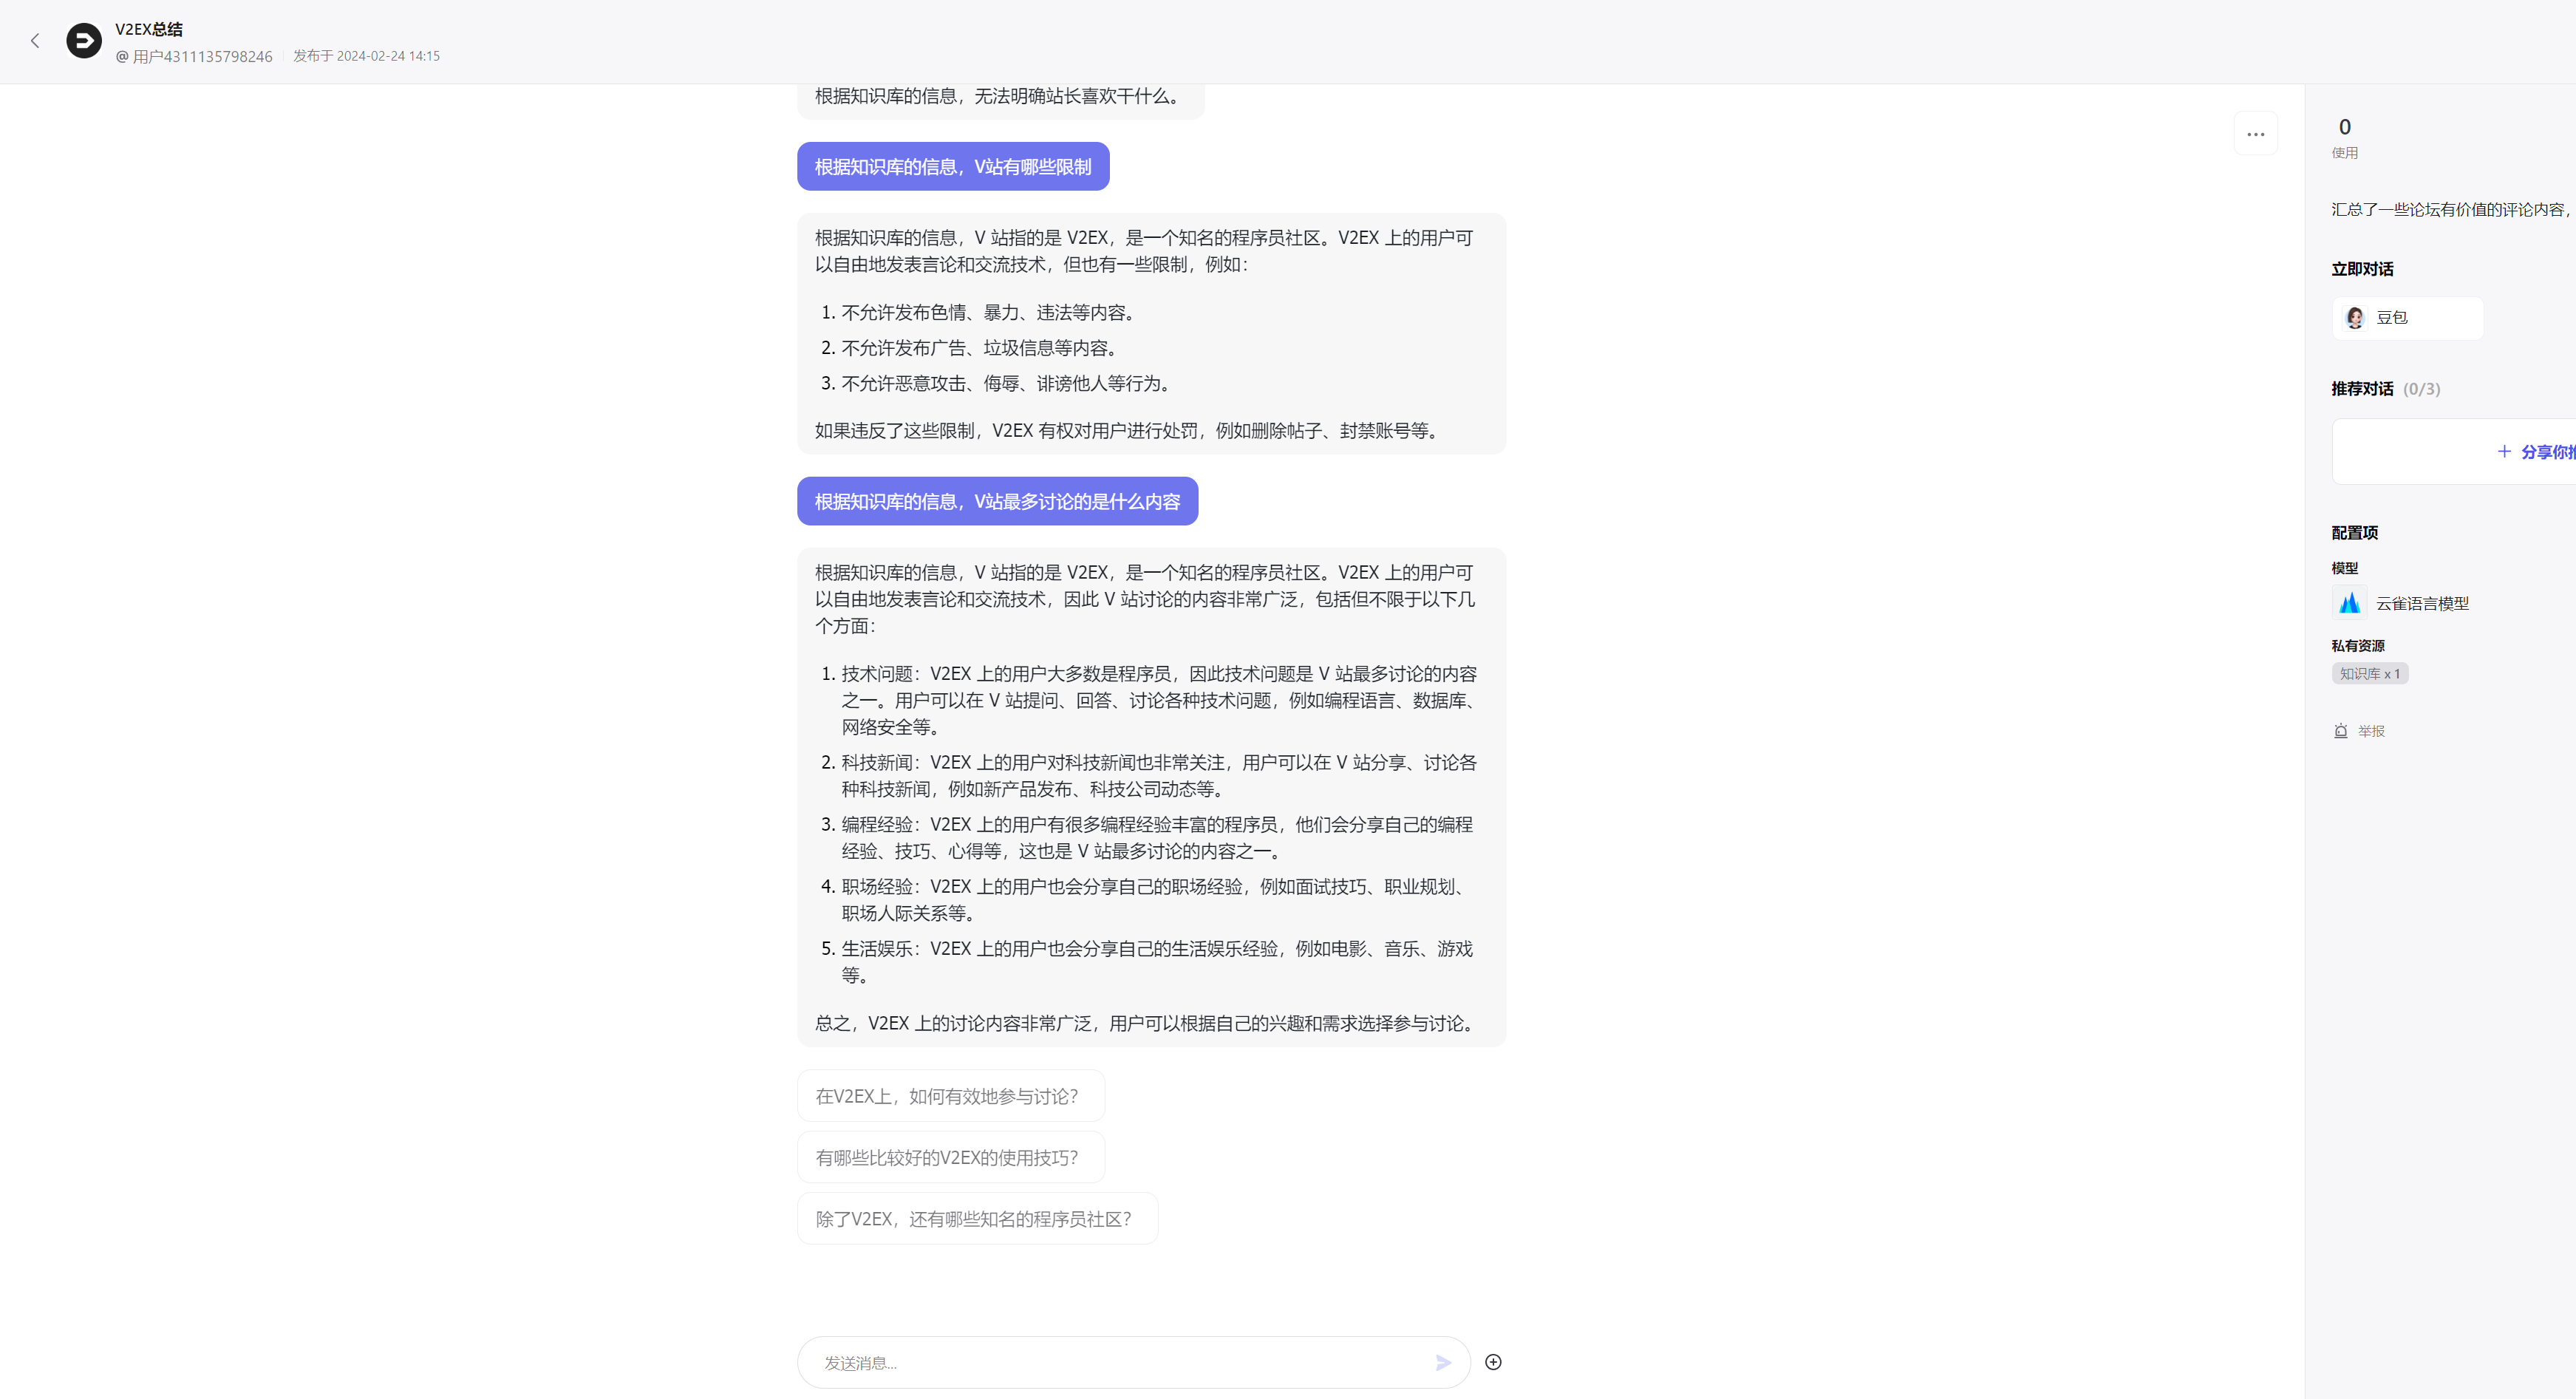 V2EX总结
@ 用户4311135798246 发布于 2024-02-24 14:15
根据知识库的信息，无法明确站长喜欢干什么。
根据知识库的信息，V站有哪些限制
根据知识库的信息，V 站指的是 V2EX，是一个知名的程序员社区。V2EX 上的用户可
以自由地发表言论和交流技术，但也有一些限制，例如：
1. 不允许发布色情、暴力、违法等内容。
2. 不允许发布广告、垃圾信息等内容。
3. 不允许恶意攻击、侮辱、诽谤他人等行为。
如果违反了这些限制，V2EX 有权对用户进行处罚，例如删除帖子、封禁账号等。
根据知识库的信息，V站最多讨论的是什么内容
根据知识库的信息，V 站指的是 V2EX，是一个知名的程序员社区。V2EX 上的用户可
以自由地发表言论和交流技术，因此 V 站讨论的内容非常广泛，包括但不限于以下几
个方面：
1. 技术问题：V2EX 上的用户大多数是程序员，因此技术问题是 V 站最多讨论的内容
之一。用户可以在 V 站提问、回答、讨论各种技术问题，例如编程语言、数据库、
网络安全等。
2. 科技新闻：V2EX 上的用户对科技新闻也非常关注，用户可以在 V 站分享、讨论各
种科技新闻，例如新产品发布、科技公司动态等。
3. 编程经验：V2EX 上的用户有很多编程经验丰富的程序员，他们会分享自己的编程
经验、技巧、心得等，这也是 V 站最多讨论的内容之一。
4. 职场经验：V2EX 上的用户也会分享自己的职场经验，例如面试技巧、职业规划、
职场人际关系等。
5. 生活娱乐：V2EX 上的用户也会分享自己的生活娱乐经验，例如电影、音乐、游戏
等。
总之，V2EX 上的讨论内容非常广泛，用户可以根据自己的兴趣和需求选择参与讨论。
在V2EX上，如何有效地参与讨论？
有哪些比较好的V2EX的使用技巧？
除了V2EX，还有哪些知名的程序员社区？
发送消息...
0
使用
汇总了一些论坛有价值的评论内容，
立即对话
豆包
推荐对话 (0/3)
+ 分享你
配置项
模型
云雀语言模型
私有资源
知识库 x 1
举报